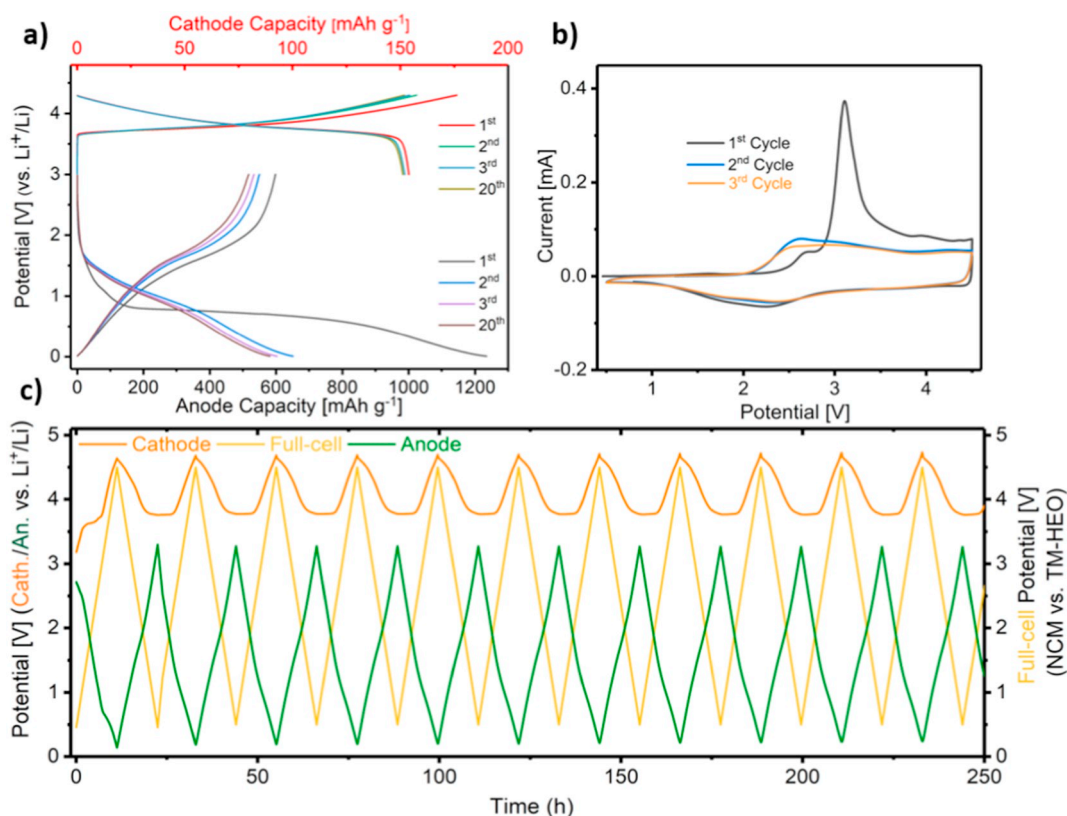 a)
Cathode Capacity [mAh g⁻¹]
0 50 100 150 200
Potential [V] (vs. Li⁺/Li)
4
3
2
1
0
1ˢᵗ
2ⁿᵈ
3ʳᵈ
20ᵗʰ
1ˢᵗ
2ⁿᵈ
3ʳᵈ
20ᵗʰ
0 200 400 600 800 1000 1200
Anode Capacity [mAh g⁻¹]
b)
Current [mA]
0.4
0.2
0.0
-0.2
1ˢᵗ Cycle
2ⁿᵈ Cycle
3ʳᵈ Cycle
1 2 3 4
Potential [V]
c)
Potential [V] (Cath./An. vs. Li⁺/Li)
5
4
3
2
1
0
Cathode Full-cell Anode
5
4
3
2
1
0
Full-cell Potential [V]
(NCM vs. TM-HEO)
0 50 100 150 200 250
Time (h)